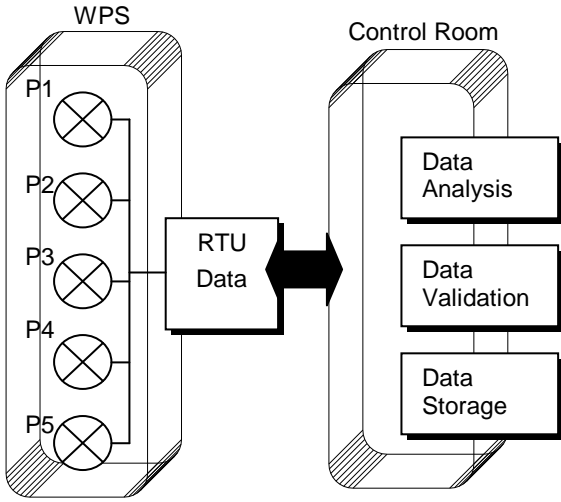 WPS
P1
P2
P3
P4
P5
RTU
Data
Control Room
Data
Analysis
Data
Validation
Data
Storage